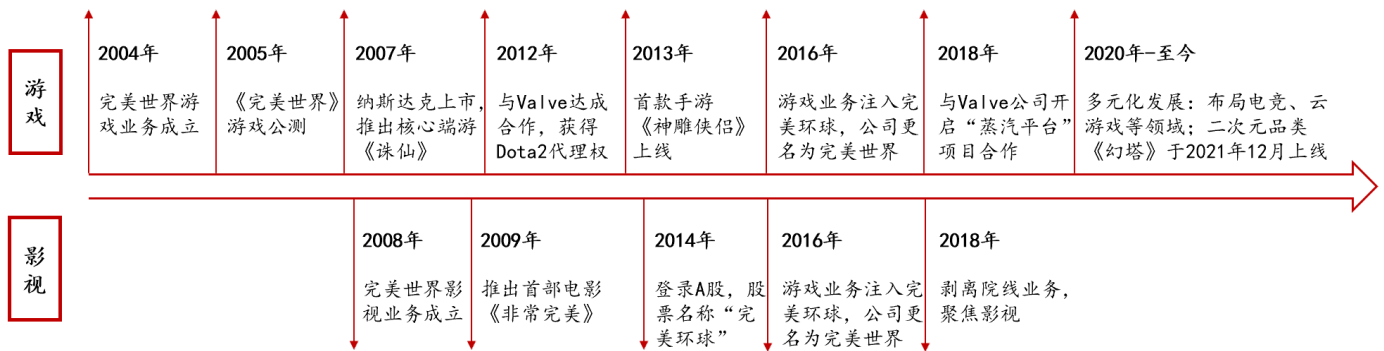 游戏
2004年
完美世界游
戏业务成立
2005年
《完美世界》
游戏公测
2007年
纳斯达克上市,
推出核心端游
《诛仙》
2012年
与Valve达成
合作，获得
Dota2代理权
2013年
首款手游
《神雕侠侣》
上线
2016年
游戏业务注入完
美环球，公司更
名为完美世界
2018年
与Valve公司开
启“蒸汽平台”
项目合作
2020年-至今
多元化发展：布局电竞、云
游戏等领域；二次元品类
《幻塔》于2021年12月上线
影视
2008年
完美世界影
视业务成立
2009年
推出首部电影
《非常完美》
2014年
登录A股，股
票名称“完
美环球”
2016年
游戏业务注入完
美环球，公司更
名为完美世界
2018年
剥离院线业务，
聚焦影视